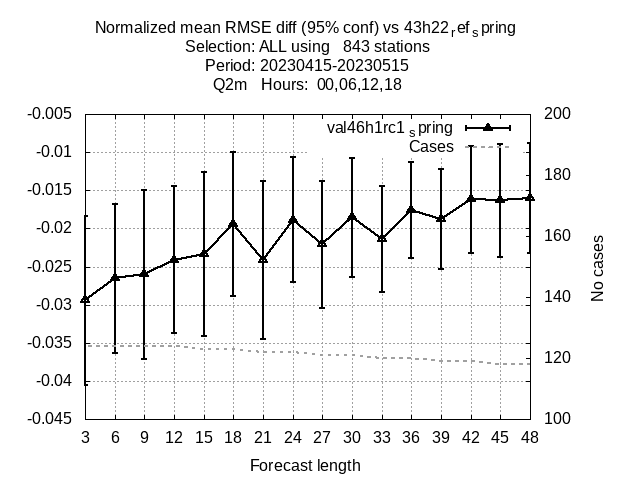 Normalized mean RMSE diff (95% conf) vs 43h22ᵣefₛpring
Selection: ALL using   843 stations
Period: 20230415-20230515
Q2m   Hours:  00,06,12,18
val46h1rc1ₛpring
Cases
-0.005
-0.01
-0.015
-0.02
-0.025
-0.03
-0.035
-0.04
-0.045
200
180
160
140
120
100
No cases
3 6 9 12 15 18 21 24 27 30 33 36 39 42 45 48
Forecast length